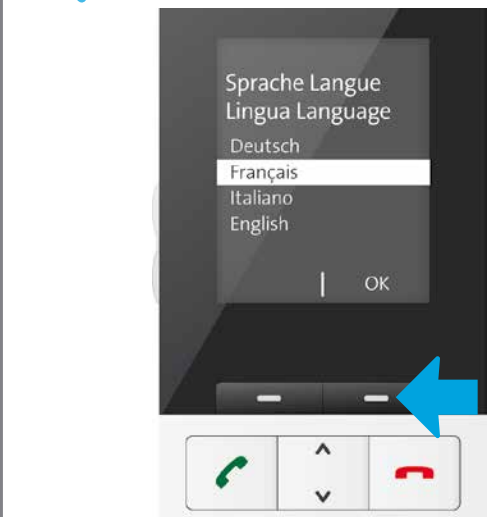 Sprache Langue
Lingua Language
Deutsch
Français
Italiano
English
OK